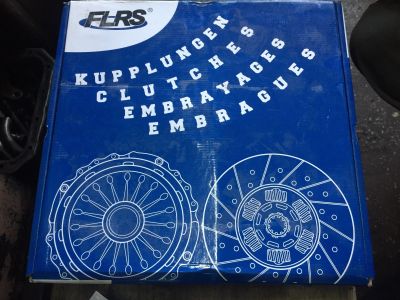 FLRS
KUPPLUNGEN
CLUTCHES
EMBRAYAGES
EMBRAGUES